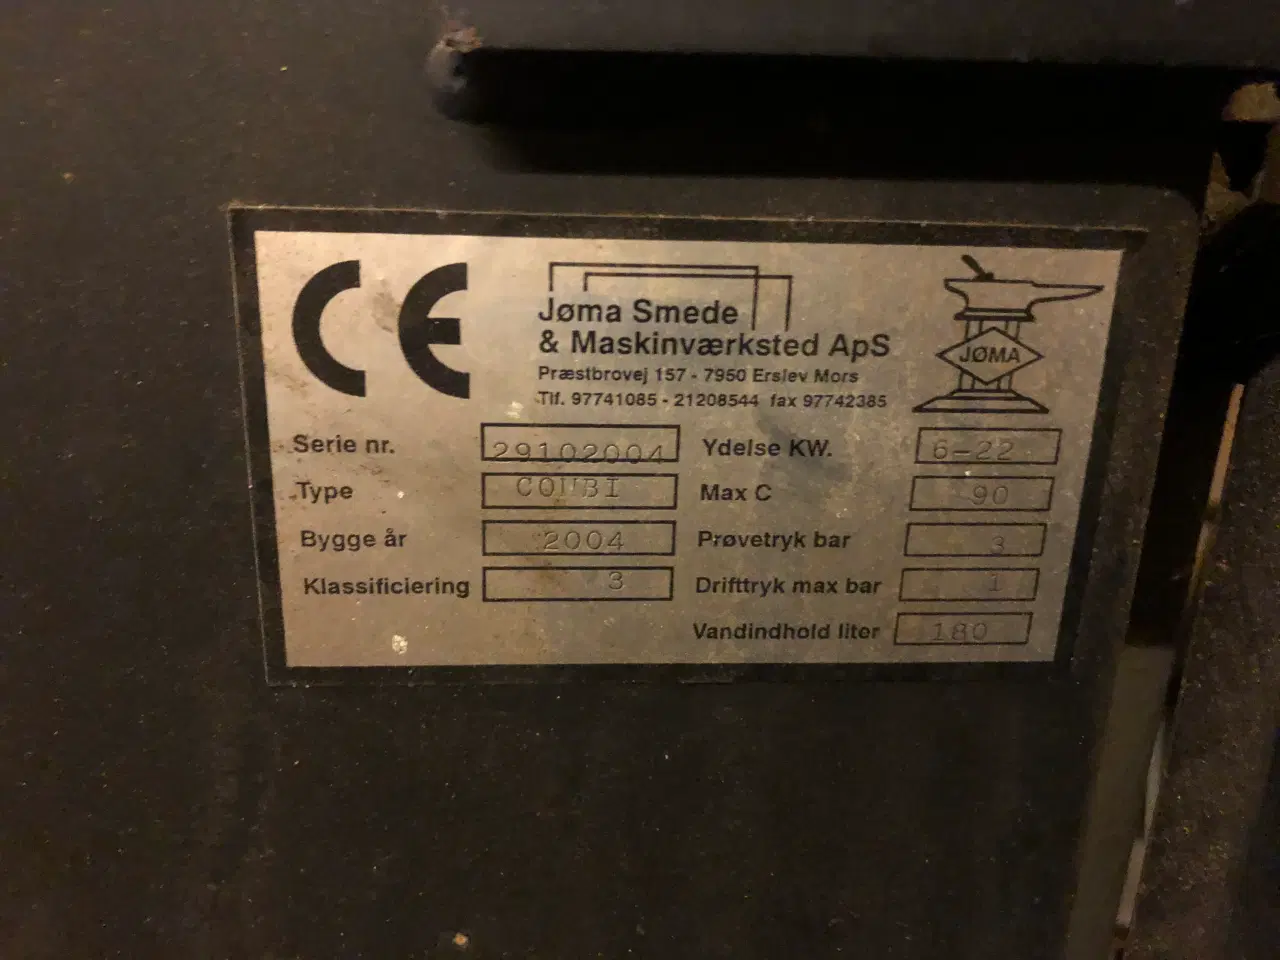 CE
Jøma Smede
& Maskinværksted ApS
Præstbrovej 157 - 7950 Erslev Mors
Tlf. 97741085 - 21208544 fax 97742385
JØMA
Serie nr. 29102004
Type COMBI
Bygge år 2004
Klassificiering 3
Ydelse KW. 6-22
Max C 90
Prøvetryk bar 3
Drifttryk max bar 1
Vandindhold liter 180